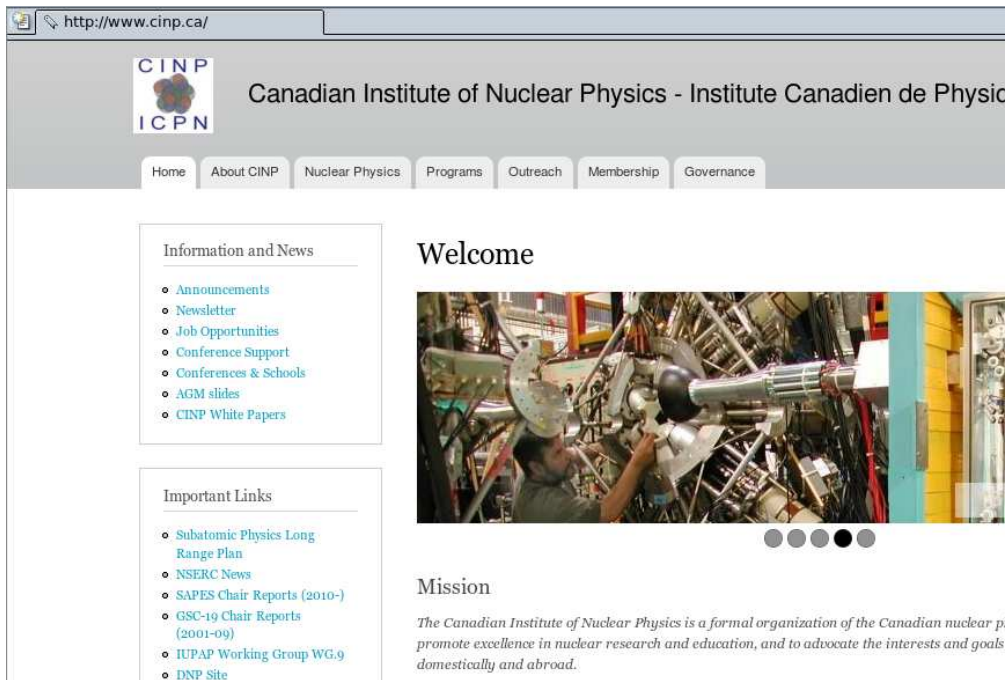 http://www.cinp.ca/
CINP
ICPN
Canadian Institute of Nuclear Physics - Institute Canadien de Physic
Home About CINP Nuclear Physics Programs Outreach Membership Governance
Information and News
Announcements
Newsletter
Job Opportunities
Conference Support
Conferences & Schools
AGM slides
CINP White Papers
Important Links
Subatomic Physics Long
Range Plan
NSERC News
SAPES Chair Reports (2010-)
GSC-19 Chair Reports
(2001-09)
IUPAP Working Group WG.9
DNP Site
Welcome
Mission
The Canadian Institute of Nuclear Physics is a formal organization of the Canadian nuclear p
promote excellence in nuclear research and education, and to advocate the interests and goals
domestically and abroad.